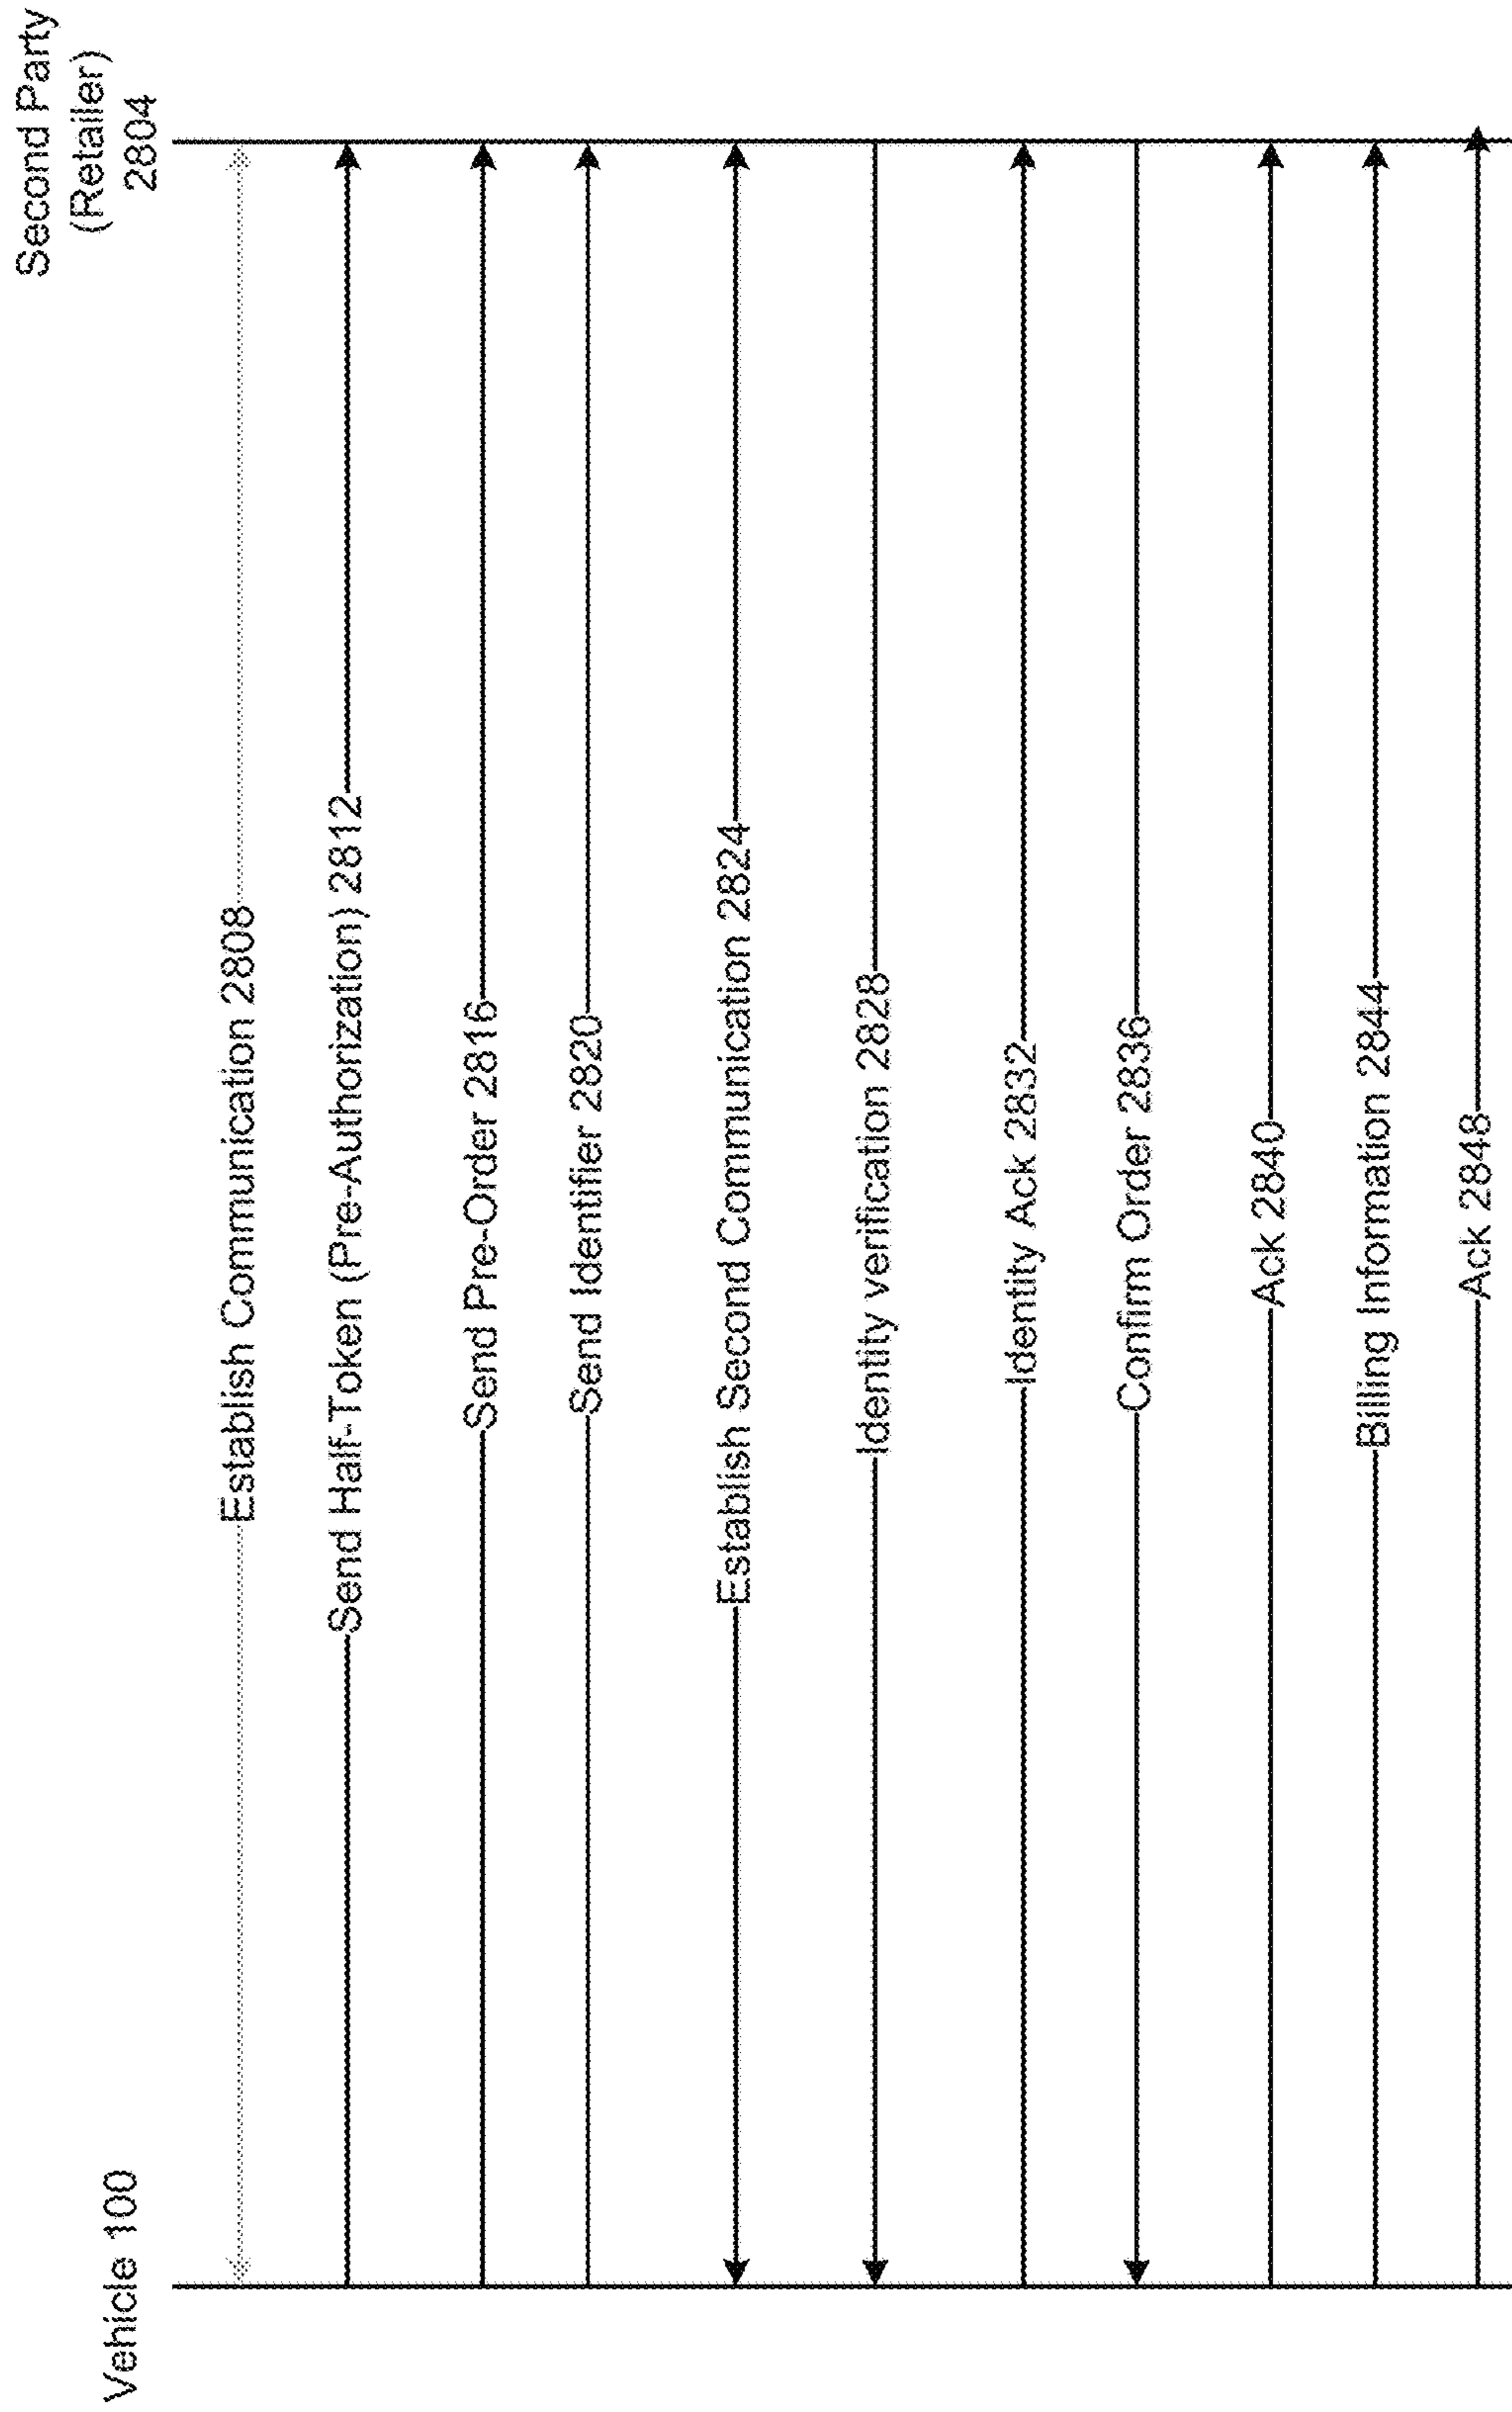 Vehicle 100
Second Party
(Retailer)
2804
Establish Communication 2808
Send Half-Token (Pre-Authorization) 2812
Send Pre-Order 2816
Send Identifier 2820
Establish Second Communication 2824
Identity verification 2828
Identity Ack 2832
Confirm Order 2836
Ack 2840
Billing Information 2844
Ack 2848